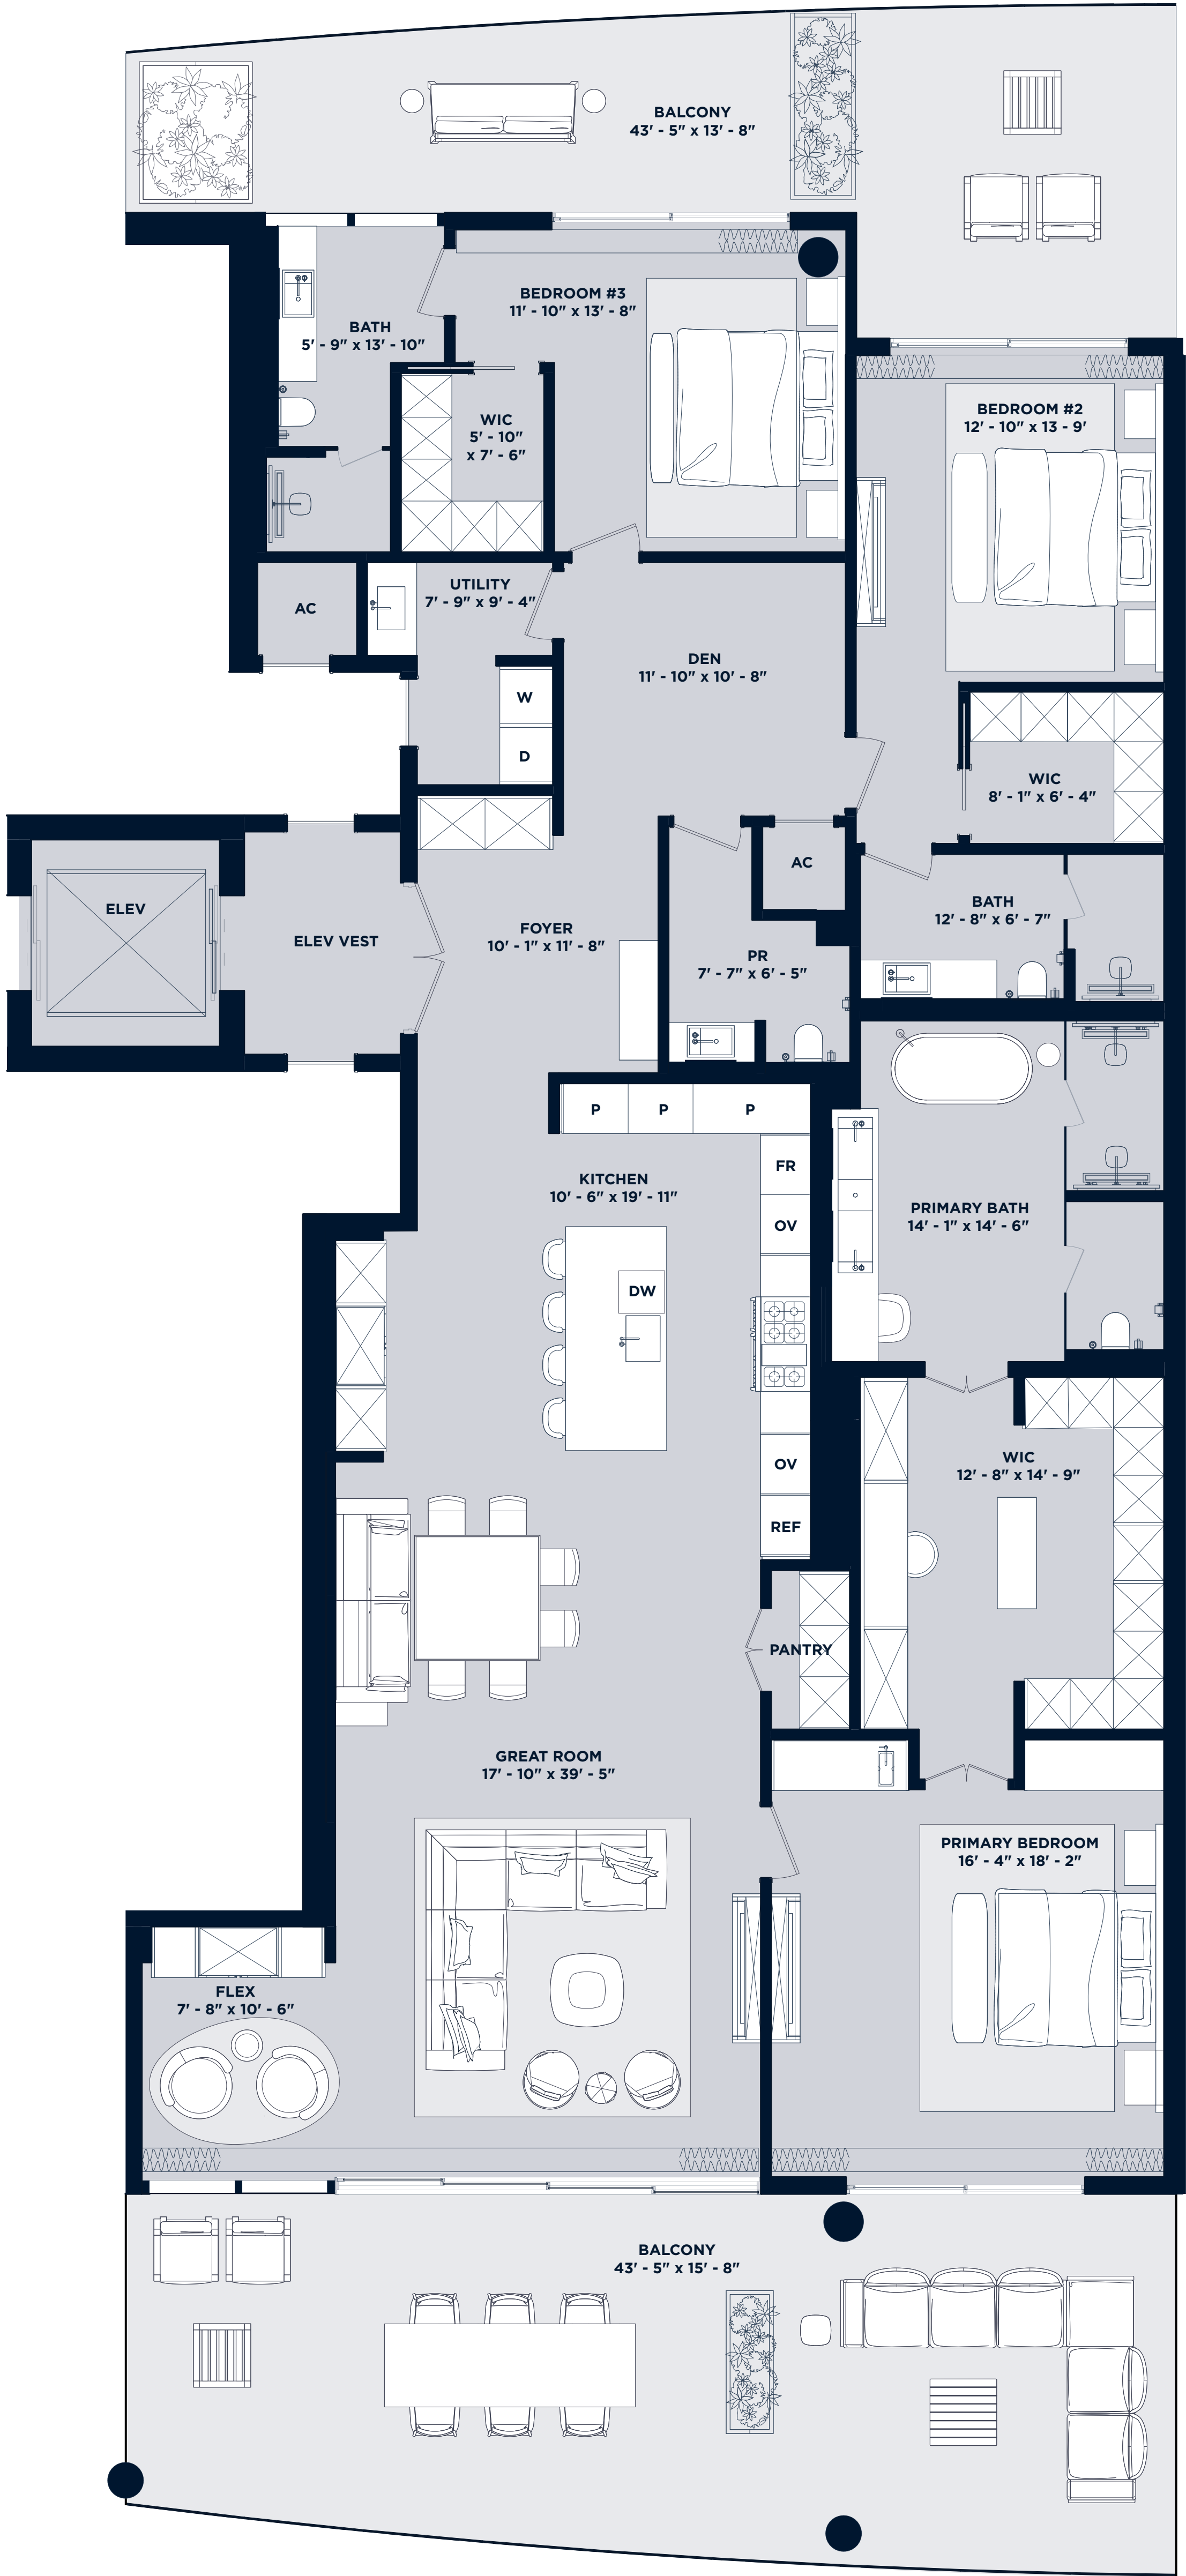 BALCONY
43' - 5" x 13' - 8"
BEDROOM #3
11' - 10" x 13' - 8"
BATH
5' - 9" x 13' - 10"
BEDROOM #2
12' - 10" x 13 - 9'
WIC
5' - 10"
x 7' - 6"
UTILITY
7' - 9" x 9' - 4"
AC
DEN
11' - 10" x 10' - 8"
W
D
WIC
8' - 1" x 6' - 4"
AC
BATH
12' - 8" x 6' - 7"
ELEV
ELEV VEST
FOYER
10' - 1" x 11' - 8"
PR
7' - 7" x 6' - 5"
P
P
P
FR
KITCHEN
10' - 6" x 19' - 11"
OV
PRIMARY BATH
14' - 1" x 14' - 6"
DW
OV
WIC
12' - 8" x 14' - 9"
REF
PANTRY
GREAT ROOM
17' - 10" x 39' - 5"
PRIMARY BEDROOM
16' - 4" x 18' - 2"
FLEX
7' - 8" x 10' - 6"
BALCONY
43' - 5" x 15' - 8"